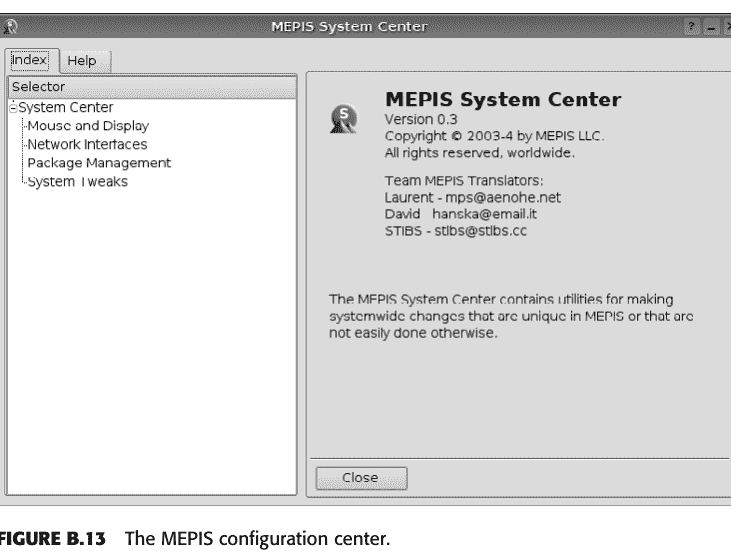 MEPIS System Center
Index Help
Selector
System Center
Mouse and Display
Network Interfaces
Package Management
System Tweaks
MEPIS System Center
Version 0.3
Copyright © 2003-4 by MEPIS LLC.
All rights reserved, worldwide.
Team MEPIS Translators:
Laurent - mps@aenohe.net
David hanska@email.it
STIBS - stibs@stibs.cc
The MEPIS System Center contains utilities for making
systemwide changes that are unique in MEPIS or that are
not easily done otherwise.
Close
FIGURE B.13 The MEPIS configuration center.